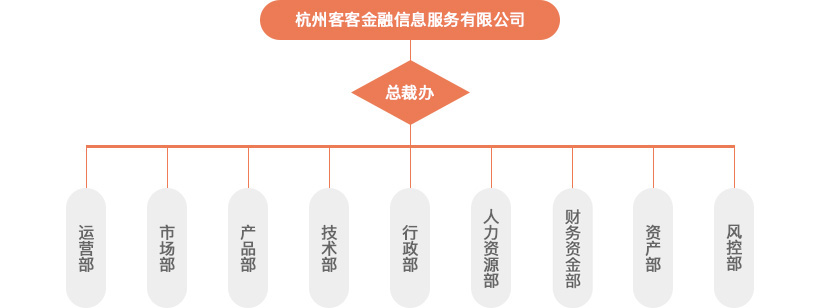 杭州客客金融信息服务有限公司
总裁办
运营部
市场部
产品部
技术部
行政部
人力资源部
财务资金部
资产部
风控部